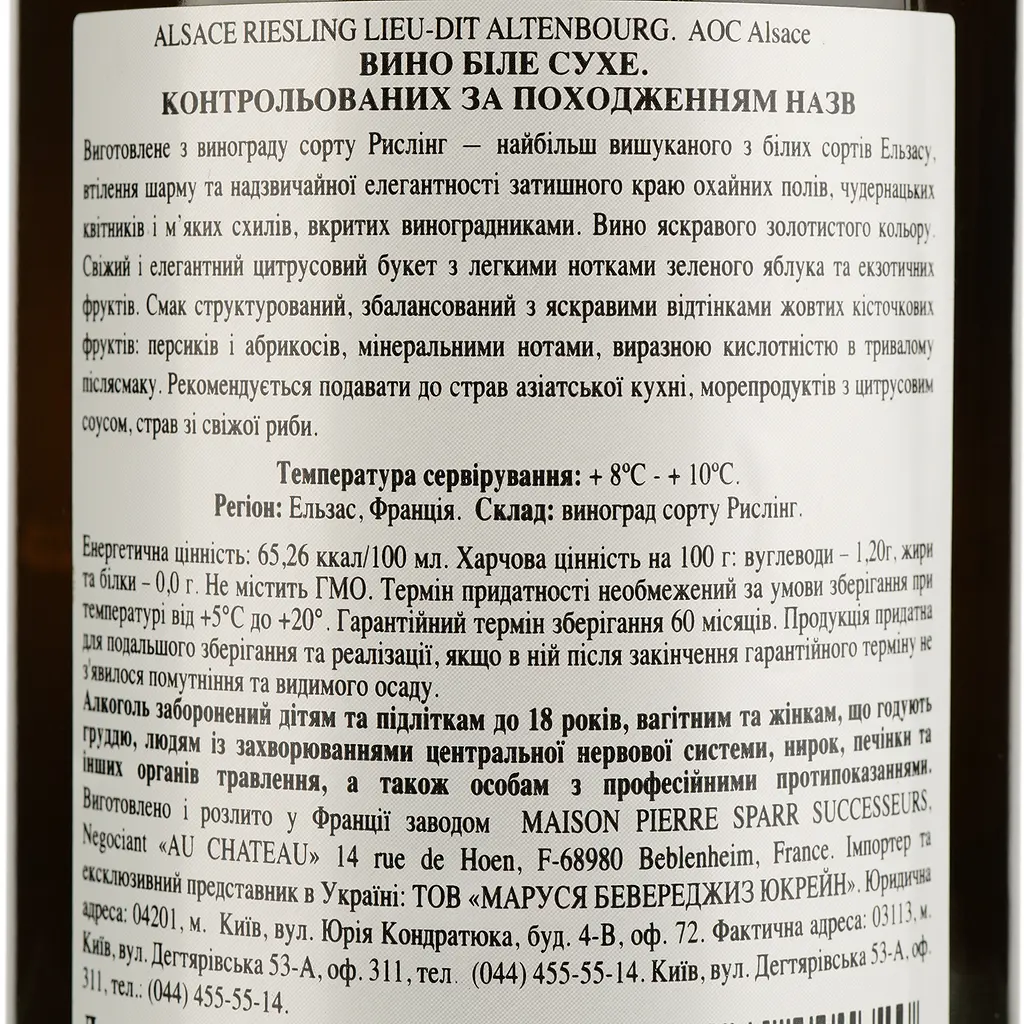 ALSACE RIESLING LIEU-DIT ALTENBOURG. AOC Alsace
ВИНО БІЛЕ СУХЕ.
КОНТРОЛЬОВАНИХ ЗА ПОХОДЖЕННЯМ НАЗВ
Виготовлене з винограду сорту Рислінг – найбільш вишуканого з білих сортів Ельзасу,
втілення шарму та надзвичайної елегантності затишного краю охайних полів, чудернацьких
квітників і м'яких схилів, вкритих виноградниками. Вино яскравого золотистого кольору.
Свіжий і елегантний цитрусовий букет з легкими нотками зеленого яблука та екзотичних
фруктів. Смак структурований, збалансований з яскравими відтінками жовтих кісточкових
фруктів: персиків і абрикосів, мінеральними нотами, виразною кислотністю в тривалому
післясмаку. Рекомендується подавати до страв азіатської кухні, морепродуктів з цитрусовим
соусом, страв зі свіжої риби.
Температура сервірування: + 8ºС - + 10ºС.
Регіон: Ельзас, Франція. Склад: виноград сорту Рислінг.
Енергетична цінність: 65,26 ккал/100 мл. Харчова цінність на 100 г: вуглеводи – 1,20г, жири
та білки – 0,0 г. Не містить ГМО. Термін придатності необмежений за умови зберігання при
температурі від +5°С до +20°. Гарантійний термін зберігання 60 місяців. Продукція придатна
для подальшого зберігання та реалізації, якщо в ній після закінчення гарантійного терміну не
з'явилося помутніння та видимого осаду.
Алкоголь заборонений дітям та підліткам до 18 років, вагітним та жінкам, що годують
груддю, людям із захворюваннями центральної нервової системи, нирок, печінки та
інших органів травлення, а також особам з професійними протипоказаннями.
Виготовлено і розлито у Франції заводом MAISON PIERRE SPARR SUCCESSEURS,
Negociant «AU CHATEAU» 14 rue de Hoen, F-68980 Beblenheim, France. Імпортер та
ексклюзивний представник в Україні: ТОВ «МАРУСЯ БЕВЕРЕДЖИЗ ЮКРЕЙН». Юридична
адреса: 04201, м. Київ, вул. Юрія Кондратюка, буд. 4-В, оф. 72. Фактична адреса: 03113, м.
Київ, вул. Дегтярівська 53-А, оф. 311, тел. (044) 455-55-14. Київ, вул. Дегтярівська 53-А, оф.
311, тел.: (044) 455-55-14.